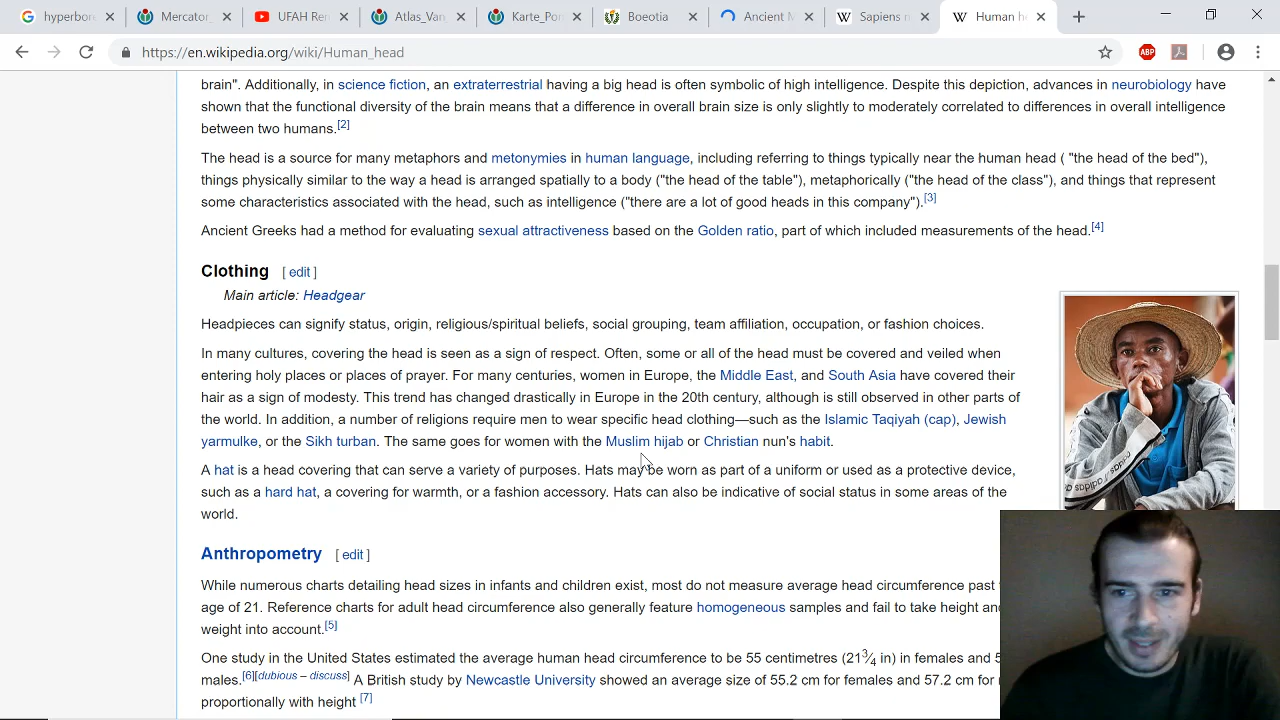 hyperbor
Mercator_
UFAH Ren
Atlas_Van
Karte_Pon
Boeotia
Ancient M
Sapiens n
Human he
https://en.wikipedia.org/wiki/Human_head
ABP
brain". Additionally, in science fiction, an extraterrestrial having a big head is often symbolic of high intelligence. Despite this depiction, advances in neurobiology have
shown that the functional diversity of the brain means that a difference in overall brain size is only slightly to moderately correlated to differences in overall intelligence
between two humans.[2]
The head is a source for many metaphors and metonymies in human language, including referring to things typically near the human head ( "the head of the bed"),
things physically similar to the way a head is arranged spatially to a body ("the head of the table"), metaphorically ("the head of the class"), and things that represent
some characteristics associated with the head, such as intelligence ("there are a lot of good heads in this company").[3]
Ancient Greeks had a method for evaluating sexual attractiveness based on the Golden ratio, part of which included measurements of the head.[4]
Clothing [ edit ]
Main article: Headgear
Headpieces can signify status, origin, religious/spiritual beliefs, social grouping, team affiliation, occupation, or fashion choices.
In many cultures, covering the head is seen as a sign of respect. Often, some or all of the head must be covered and veiled when
entering holy places or places of prayer. For many centuries, women in Europe, the Middle East, and South Asia have covered their
hair as a sign of modesty. This trend has changed drastically in Europe in the 20th century, although is still observed in other parts of
the world. In addition, a number of religions require men to wear specific head clothing—such as the Islamic Taqiyah (cap), Jewish
yarmulke, or the Sikh turban. The same goes for women with the Muslim hijab or Christian nun's habit.
A hat is a head covering that can serve a variety of purposes. Hats may be worn as part of a uniform or used as a protective device,
such as a hard hat, a covering for warmth, or a fashion accessory. Hats can also be indicative of social status in some areas of the
world.
adidas // adidas
Anthropometry [ edit ]
While numerous charts detailing head sizes in infants and children exist, most do not measure average head circumference past
age of 21. Reference charts for adult head circumference also generally feature homogeneous samples and fail to take height and
weight into account.[5]
One study in the United States estimated the average human head circumference to be 55 centimetres (21 3⁄4 in) in females and 5
males.[6][dubious – discuss] A British study by Newcastle University showed an average size of 55.2 cm for females and 57.2 cm for
proportionally with height [7]